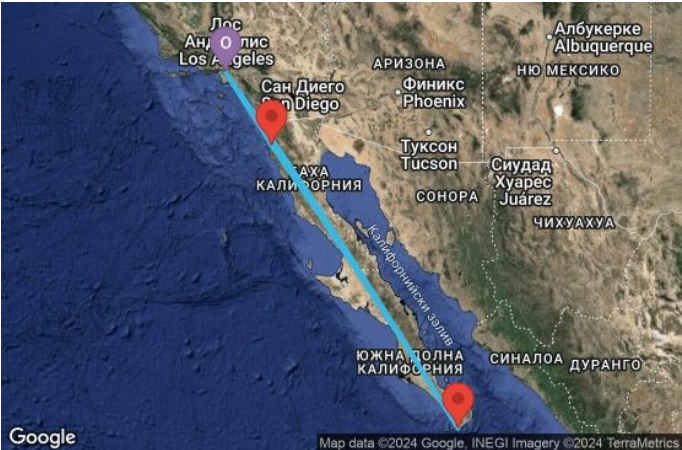 Лос
Анджелис
Los Angeles
O
Сан Диего
San Diego
АРИЗОНА
Финикс
Phoenix
Албукерке
Albuquerque
НЮ МЕКСИКО
Тусон
Tucson
Сиудад
Хуарес
Juárez
БАХА
КАЛИФОРНИЯ
СОНОРА
ЧИХУАХУА
Калифорнийски залив
ЮЖНА ДОЛНА
КАЛИФОРНИЯ
СИНАЛОА
ДУРАНГО
Google
Map data ©2024 Google, INEGI Imagery ©2024 TerraMetrics